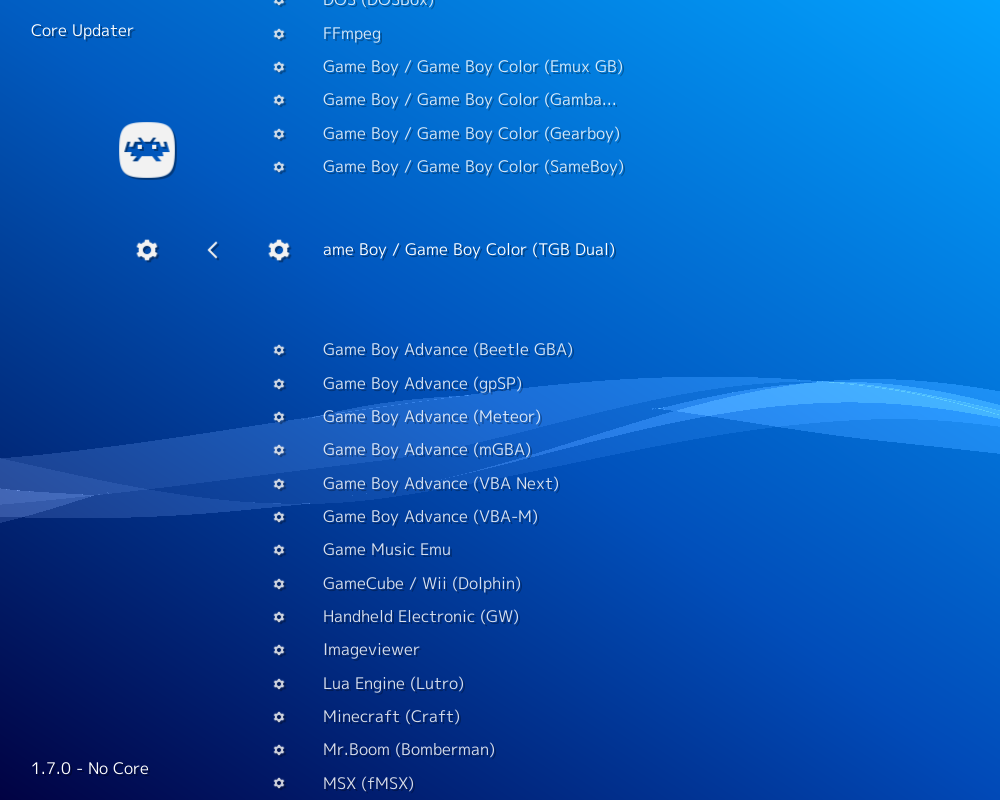 DOS (DOSBox)
Core Updater
FFmpeg
Game Boy / Game Boy Color (Emux GB)
Game Boy / Game Boy Color (Gamba...
Game Boy / Game Boy Color (Gearboy)
Game Boy / Game Boy Color (SameBoy)
ame Boy / Game Boy Color (TGB Dual)
Game Boy Advance (Beetle GBA)
Game Boy Advance (gpSP)
Game Boy Advance (Meteor)
Game Boy Advance (mGBA)
Game Boy Advance (VBA Next)
Game Boy Advance (VBA-M)
Game Music Emu
GameCube / Wii (Dolphin)
Handheld Electronic (GW)
Imageviewer
Lua Engine (Lutro)
Minecraft (Craft)
Mr.Boom (Bomberman)
1.7.0 - No Core
MSX (fMSX)